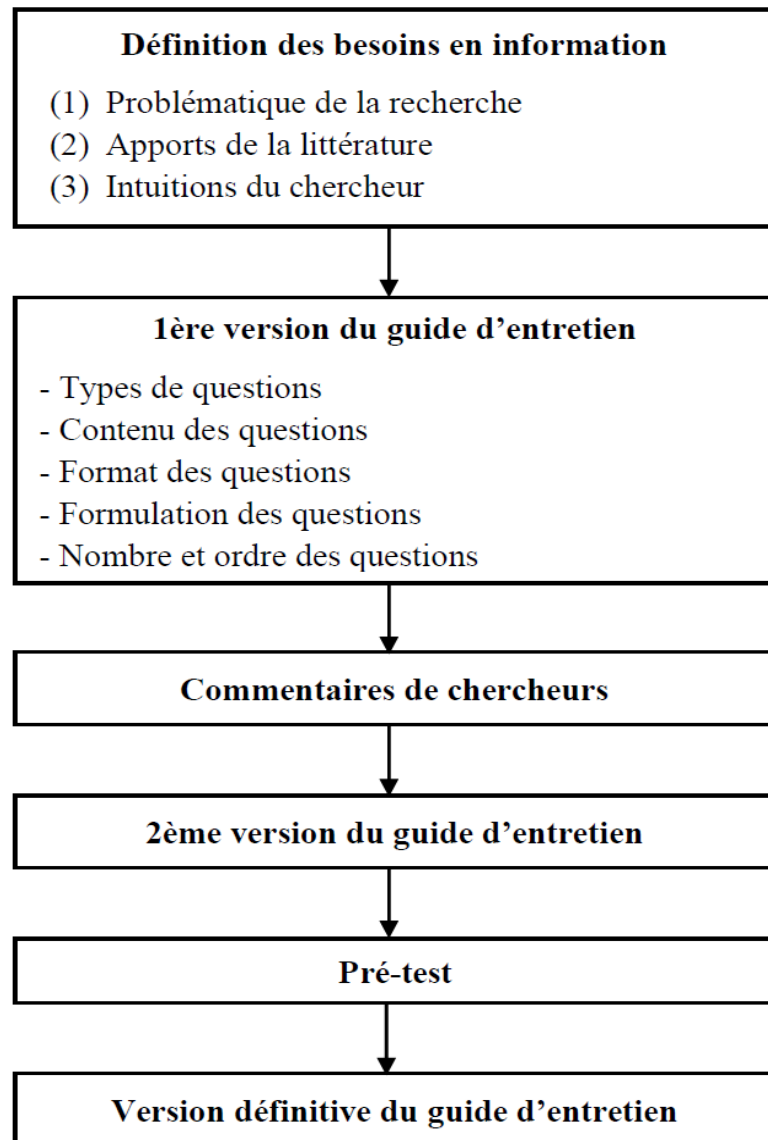 Définition des besoins en information
(1) Problématique de la recherche
(2) Apports de la littérature
(3) Intuitions du chercheur
1ère version du guide d’entretien
- Types de questions
- Contenu des questions
- Format des questions
- Formulation des questions
- Nombre et ordre des questions
Commentaires de chercheurs
2ème version du guide d’entretien
Pré-test
Version définitive du guide d’entretien